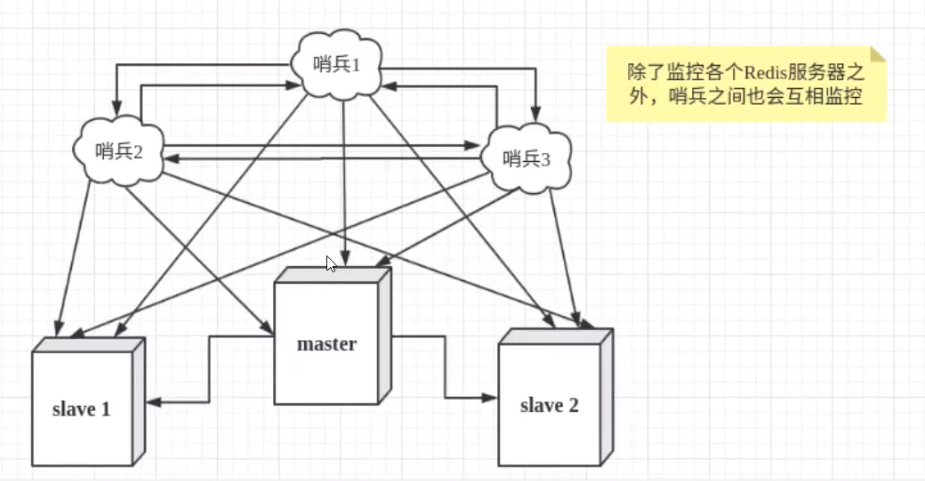 哨兵1
除了监控各个Redis服务器之
外，哨兵之间也会互相监控
哨兵2
哨兵3
master
slave 1
slave 2